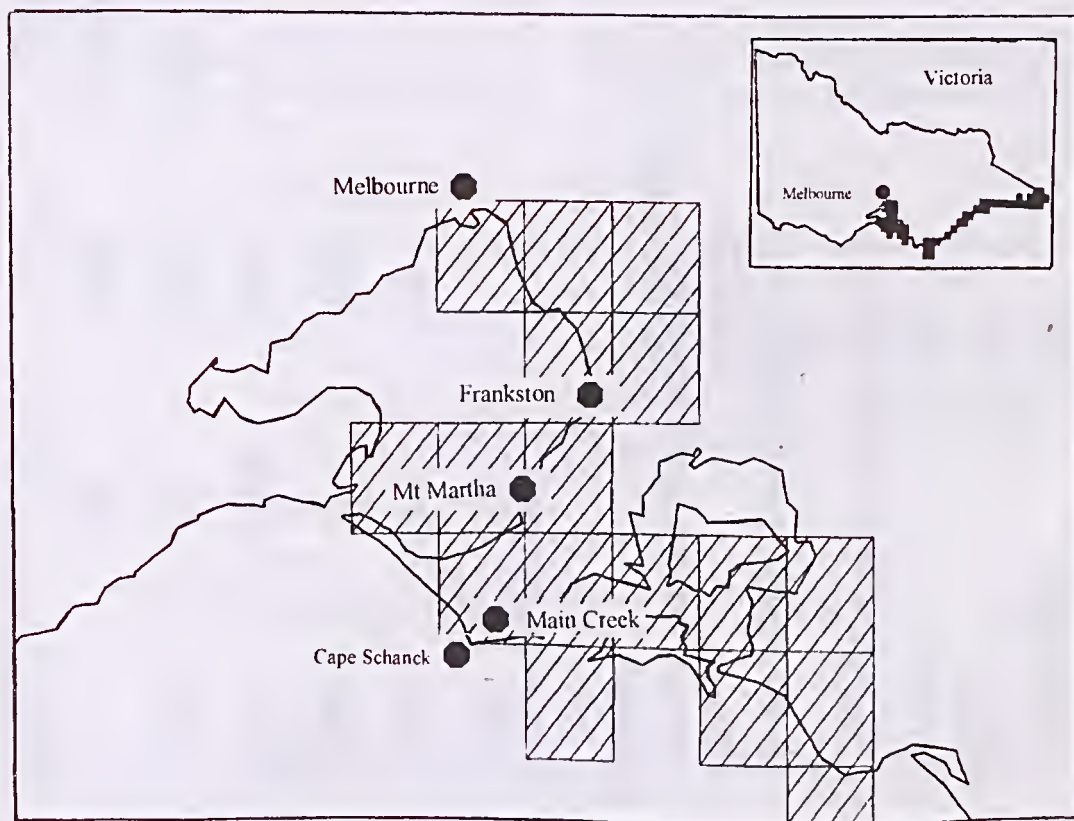 Victoria
Melbourne
Melbourne
Frankston
Mt Martha
Main Creek
Cape Schanck